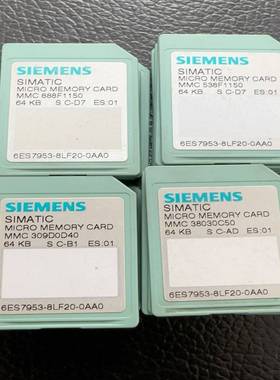 SIEMENS
SIMATIC
MICRO MEMORY CARD
MMC 688F1150
64 KB S C-D7 ES:01
6ES7953-8LF20-0AA0
SIEMENS
SIMATIC
MICRO MEMORY CARD
MMC 536F1150
64 KB S C-D7 ES:01
6ES7953-8LF20-0AA0
SIEMENS
SIMATIC
MICRO MEMORY CARD
MMC 309D0D40
64 KB S C-B1 ES:01
6ES7953-8LF20-0AA0
SIEMENS
SIMATIC
MICRO MEMORY CARD
MMC 38030C50
64 KB S C-AD ES:01
6ES7953-8LF20-0AA0